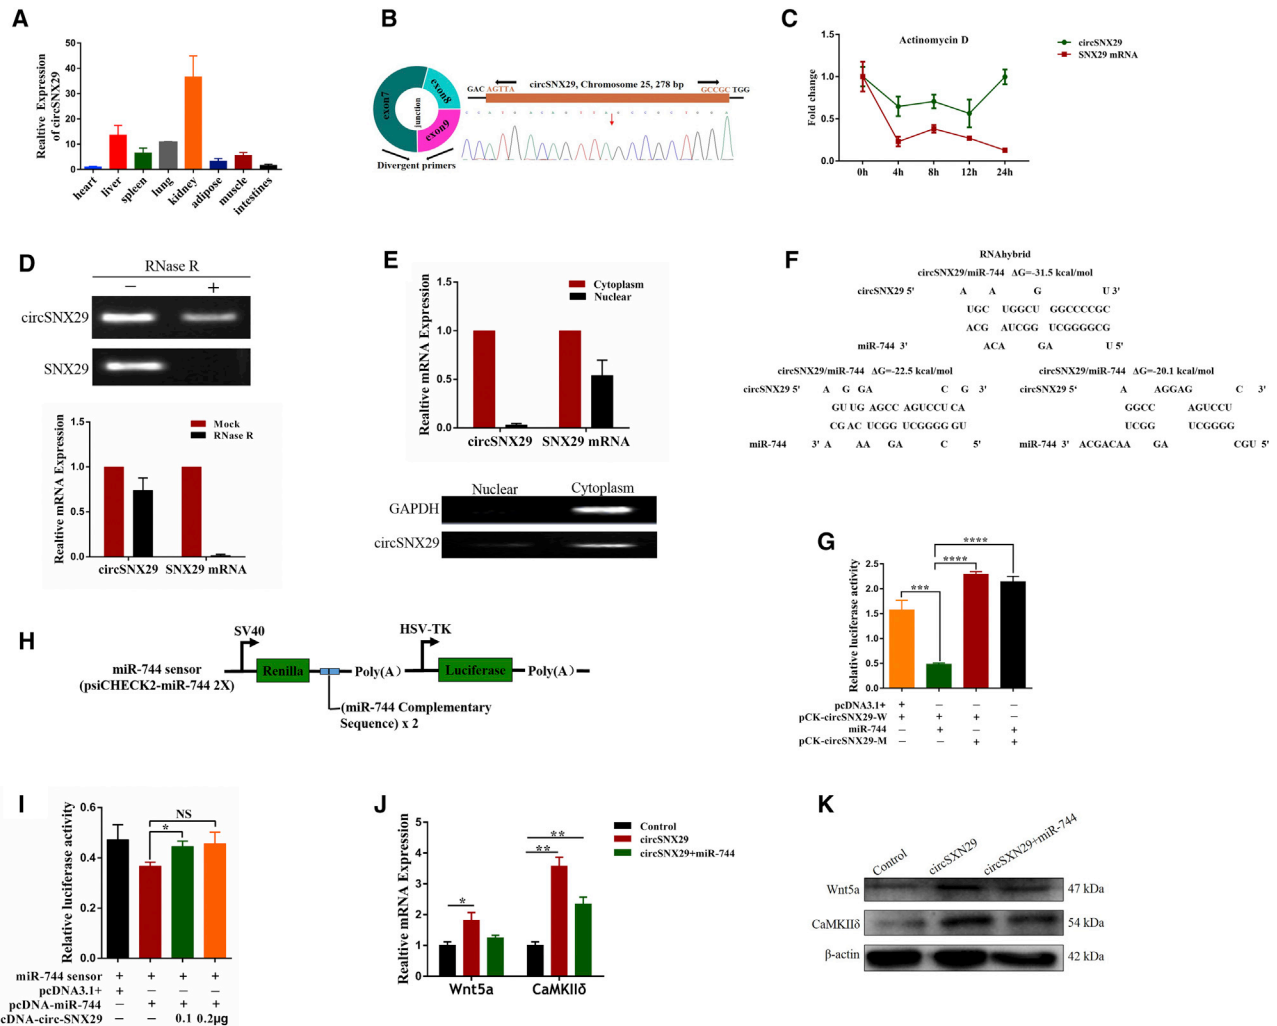 A
Realtive Expression
of circSNX29
50
40
30
20
10
0
heart
liver
spleen
lung
kidney
adipose
muscle
intestines
B
exon7
exon8
exon9
junction
Divergent primers
GAC AGTTA
circSNX29, Chromosome 25, 278 bp
GCCGC TGG
C
Actinomycin D
Fold change
1.5
1.0
0.5
0.0
0h
4h
8h
12h
24h
circSNX29
SNX29 mRNA
D
RNase R
— +
circSNX29
SNX29
Realtive mRNA Expression
1.5
1.0
0.5
0.0
Mock
RNase R
circSNX29 SNX29 mRNA
E
Realtive mRNA Expression
1.5
1.0
0.5
0.0
Cytoplasm
Nuclear
circSNX29 SNX29 mRNA
Nuclear Cytoplasm
GAPDH
circSNX29
F
RNAhybrid
circSNX29/miR-744 ΔG=-31.5 kcal/mol
circSNX29 5' A A G U 3'
UGC UGGCU GGCCCCGC
ACG AUCGG UCGGGGCG
miR-744 3' ACA GA U 5'
circSNX29/miR-744 ΔG=-22.5 kcal/mol
circSNX29 5' A G GA C G 3'
GU UG AGCC AGUCCU CA
CG AC UCGG UCGGGG GU
miR-744 3' A AA GA C 5'
circSNX29/miR-744 ΔG=-20.1 kcal/mol
circSNX29 5' A AGGAG C 3'
GGCC AGUCCU
UCGG UCGGGG
miR-744 3' ACGACAA GA CGU 5'
G
Relative luciferase activity
2.5
2.0
1.5
1.0
0.5
0.0
***
****
****
pcDNA3.1+ + — — —
pCK-circSNX29-W + + + —
miR-744 — + — +
pCK-circSNX29-M — — + +
H
miR-744 sensor
(psiCHECK2-miR-744 2X)
SV40
Renilla
Poly(A)
HSV-TK
Luciferase
Poly(A)
(miR-744 Complementary
Sequence) x 2
I
Relative luciferase activity
0.6
0.4
0.2
0.0
*
NS
miR-744 sensor + + + +
pcDNA3.1+ + — — —
pcDNA-miR-744 — + + +
cDNA-circ-SNX29 — — 0.1 0.2μg
J
Realtive mRNA Expression
5
4
3
2
1
0
*
**
**
Control
circSNX29
circSNX29+miR-744
Wnt5a CaMKIIδ
K
Control
circSXN29
circSXN29+miR-744
Wnt5a 47 kDa
CaMKIIδ 54 kDa
β-actin 42 kDa